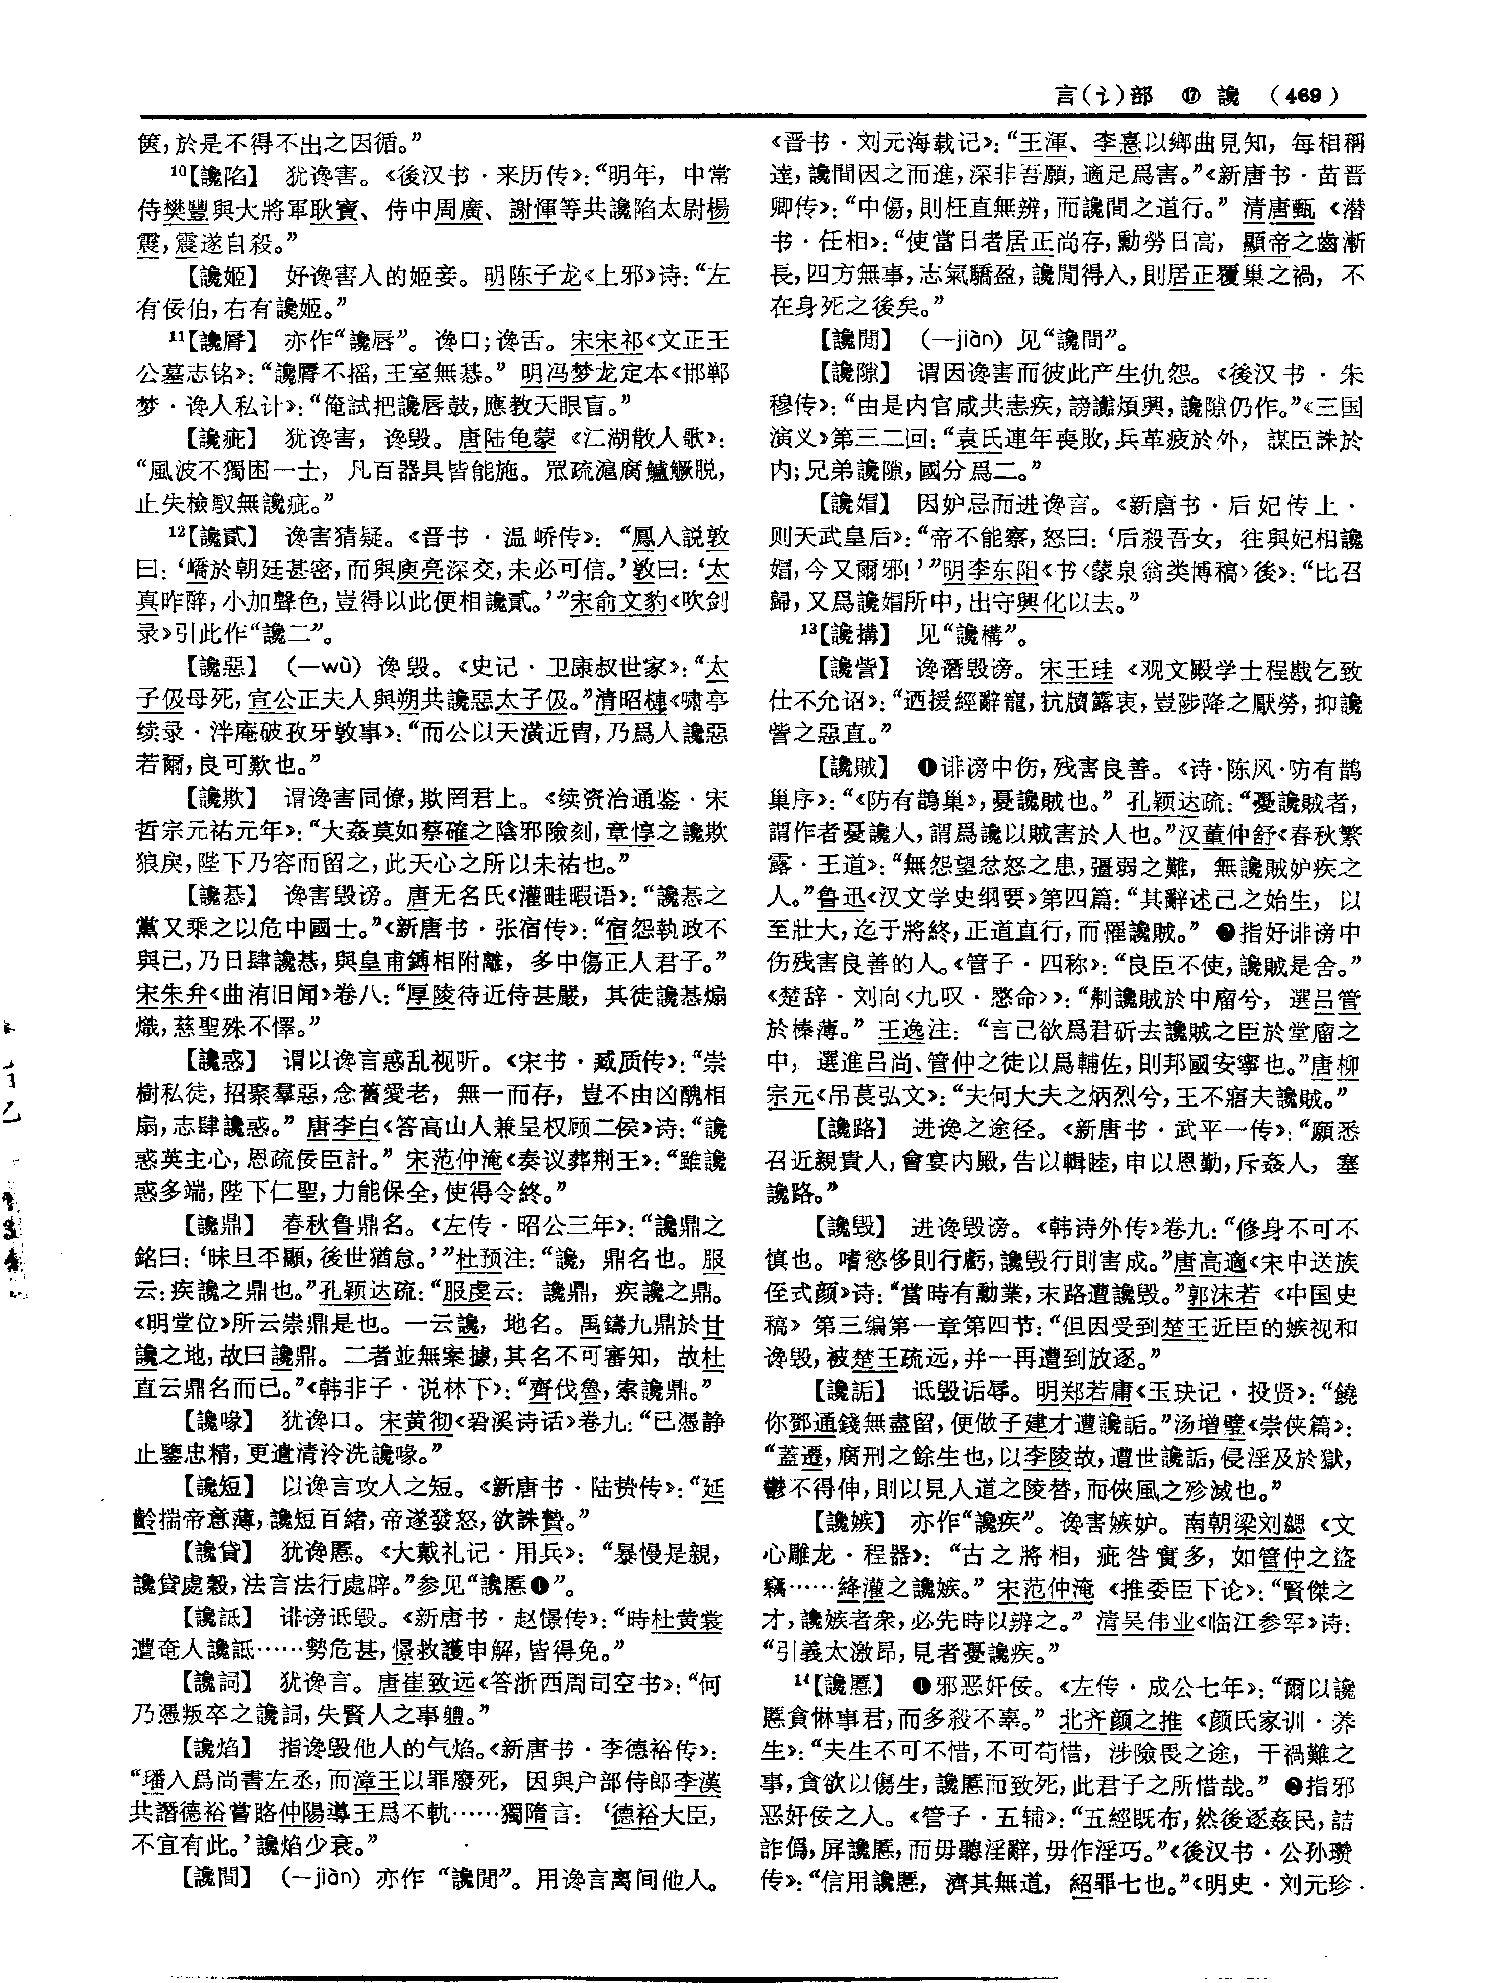 言(讠)部 ⑰ 讒 (469)
篋,於是不得不出之因循。”
10【讒陷】 犹谗害。《後汉书·来历传》:“明年,中常
侍樊豐與大將軍耿寶、侍中周廣、謝惲等共讒陷太尉楊
震,震遂自殺。”
【讒姬】 好谗害人的姬妾。明陈子龙《上邪》诗:“左
有佞伯,右有讒姬。”
11【讒脣】 亦作“讒唇”。谗口;谗舌。宋宋祁《文正王
公墓志铭》:“讒脣不摇,王室無惎。”明冯梦龙定本《邯郸
梦·谗人私计》:“俺試把讒唇鼓,應教天眼盲。”
【讒疵】 犹谗害,谗毁。唐陆龟蒙《江湖散人歌》:
“風波不獨困一士,凡百器具皆能施。罛疏滬腐鱸鱖脱,
止失檢馭無讒疵。”
12【讒貳】 谗害猜疑。《晋书·温峤传》:“鳳入説敦
曰:‘嶠於朝廷甚密,而與庾亮深交,未必可信。’敦曰:‘太
真昨醉,小加聲色,豈得以此便相讒貳。’”宋俞文豹《吹剑
录》引此作“讒二”。
【讒惡】 (—wù) 谗毁。《史记·卫康叔世家》:“太
子伋母死,宣公正夫人與朔共讒惡太子伋。”清昭槤《啸亭
续录·泮庵破孜牙敦事》:“而公以天潢近胄,乃爲人讒惡
若爾,良可歎也。”
【讒欺】 谓谗害同僚,欺罔君上。《续资治通鉴·宋
哲宗元祐元年》:“大姦莫如蔡確之陰邪險刻,章惇之讒欺
狼戾,陛下乃容而留之,此天心之所以未祐也。”
【讒惎】 谗害毁谤。唐无名氏《灌畦暇语》:“讒惎之
黨又乘之以危中國士。”《新唐书·张宿传》:“宿怨執政不
與己,乃日肆讒惎,與皇甫鎛相附離,多中傷正人君子。”
宋朱弁《曲洧旧闻》卷八:“厚陵待近侍甚嚴,其徒讒惎煽
熾,慈聖殊不懌。”
【讒惑】 谓以谗言惑乱视听。《宋书·臧质传》:“崇
樹私徒,招聚羣惡,念舊愛老,無一而存,豈不由凶醜相
扇,志肆讒惑。”唐李白《答高山人兼呈权顾二侯》诗:“讒
惑英主心,恩疏佞臣計。”宋范仲淹《奏议葬荆王》:“雖讒
惑多端,陛下仁聖,力能保全,使得令終。”
【讒鼎】 春秋鲁鼎名。《左传·昭公三年》:“讒鼎之
銘曰:‘昧旦丕顯,後世猶怠。’”杜预注:“讒,鼎名也。服
云:疾讒之鼎也。”孔颖达疏:“服虔云:讒鼎,疾讒之鼎。
《明堂位》所云崇鼎是也。一云讒,地名。禹鑄九鼎於甘
讒之地,故曰讒鼎。二者並無案據,其名不可審知,故杜
直云鼎名而已。”《韩非子·说林下》:“齊伐魯,索讒鼎。”
【讒喙】 犹谗口。宋黄彻《䂬溪诗话》卷九:“已憑静
止鑒忠精,更遣清泠洗讒喙。”
【讒短】 以谗言攻人之短。《新唐书·陆贽传》:“延
齡揣帝意薄,讒短百緒,帝遂發怒,欲誅贄。”
【讒貸】 犹谗慝。《大戴礼记·用兵》:“暴慢是親,
讒貸處穀,法言法行處辟。”参见“讒慝❶”。
【讒詆】 诽谤诋毁。《新唐书·赵憬传》:“時杜黄裳
遭奄人讒詆……勢危甚,憬救護申解,皆得免。”
【讒詞】 犹谗言。唐崔致远《答浙西周司空书》:“何
乃憑叛卒之讒詞,失賢人之事體。”
【讒焰】 指谗毁他人的气焰。《新唐书·李德裕传》:
“璠入爲尚書左丞,而漳王以罪廢死,因與户部侍郎李漢
共譖德裕嘗賂仲陽導王爲不軌……獨隋言:‘德裕大臣,
不宜有此。’讒焰少衰。”
【讒間】 (—jiàn) 亦作“讒閒”。用谗言离间他人。
《晋书·刘元海载记》:“王渾、李憙以鄉曲見知,每相稱
達,讒間因之而進,深非吾願,適足爲害。”《新唐书·苗晋
卿传》:“中傷,則枉直無辨,而讒間之道行。”清唐甄《潜
书·任相》:“使當日者居正尚存,勳勞日高,顯帝之齒漸
長,四方無事,志氣驕盈,讒間得入,則居正覆巢之禍,不
在身死之後矣。”
【讒閒】 (—jiàn) 见“讒間”。
【讒隙】 谓因谗害而彼此产生仇怨。《後汉书·朱
穆传》:“由是内官咸共恚疾,謗讟煩興,讒隙仍作。”《三国
演义》第三二回:“袁氏連年喪敗,兵革疲於外,謀臣誅於
内;兄弟讒隙,國分爲二。”
【讒媢】 因妒忌而进谗言。《新唐书·后妃传上·
则天武皇后》:“帝不能察,怒曰:‘后殺吾女,往與妃相讒
媢,今又爾邪!’”明李东阳《书〈蒙泉翁类博稿〉後》:“比召
歸,又爲讒媢所中,出守興化以去。”
13【讒搆】 见“讒構”。
【讒訾】 谗谮毁谤。宋王珪《观文殿学士程戡乞致
仕不允诏》:“迺援經辭寵,抗牘露衷,豈陟降之厭勞,抑讒
訾之惡直。”
【讒賊】 ❶诽谤中伤,残害良善。《诗·陈风·防有鹊
巢序》:“《防有鵲巢》,憂讒賊也。”孔颖达疏:“憂讒賊者,
謂作者憂讒人,謂爲讒以賊害於人也。”汉董仲舒《春秋繁
露·王道》:“無怨望忿怒之患,彊弱之難,無讒賊妒疾之
人。”鲁迅《汉文学史纲要》第四篇:“其辭述己之始生,以
至壯大,迄于將終,正道直行,而罹讒賊。”❷指好诽谤中
伤残害良善的人。《管子·四称》:“良臣不使,讒賊是舍。”
《楚辞·刘向〈九叹·愍命〉》:“剬讒賊於中廇兮,選吕管
於榛薄。”王逸注:“言己欲爲君斫去讒賊之臣於堂廇之
中,選進吕尚、管仲之徒以爲輔佐,則邦國安寧也。”唐柳
宗元《吊苌弘文》:“夫何大夫之炳烈兮,王不寤夫讒賊。”
【讒路】 进谗之途径。《新唐书·武平一传》:“願悉
召近親貴人,會宴内殿,告以輯睦,申以恩勤,斥姦人,塞
讒路。”
【讒毁】 进谗毁谤。《韩诗外传》卷九:“修身不可不
慎也。嗜慾侈則行虧,讒毁行則害成。”唐高適《宋中送族
侄式颜》诗:“當時有勳業,末路遭讒毁。”郭沫若《中国史
稿》第三编第一章第四节:“但因受到楚王近臣的嫉视和
谗毁,被楚王疏远,并一再遭到放逐。”
【讒詬】 诋毁诟辱。明郑若庸《玉玦记·投贤》:“饒
你鄧通錢無盡留,便做子建才遭讒詬。”汤增璧《崇侠篇》:
“蓋遷,腐刑之餘生也,以李陵故,遭世讒詬,侵淫及於獄,
鬱不得伸,則以見人道之陵替,而俠風之殄滅也。”
【讒嫉】 亦作“讒疾”。谗害嫉妒。南朝梁刘勰《文
心雕龙·程器》:“古之將相,疵咎實多,如管仲之盜
竊……絳灌之讒嫉。”宋范仲淹《推委臣下论》:“賢傑之
才,讒嫉者衆,必先時以辨之。”清吴伟业《临江参军》诗:
“引義太激昂,見者憂讒疾。”
14【讒慝】 ❶邪恶奸佞。《左传·成公七年》:“爾以讒
慝貪惏事君,而多殺不辜。”北齐颜之推《颜氏家训·养
生》:“夫生不可不惜,不可苟惜,涉險畏之途,干禍難之
事,貪欲以傷生,讒慝而致死,此君子之所惜哉。”❷指邪
恶奸佞之人。《管子·五辅》:“五經既布,然後逐姦民,詰
詐僞,屏讒慝,而毋聽淫辭,毋作淫巧。”《後汉书·公孙瓒
传》:“信用讒慝,濟其無道,紹罪七也。”《明史·刘元珍·